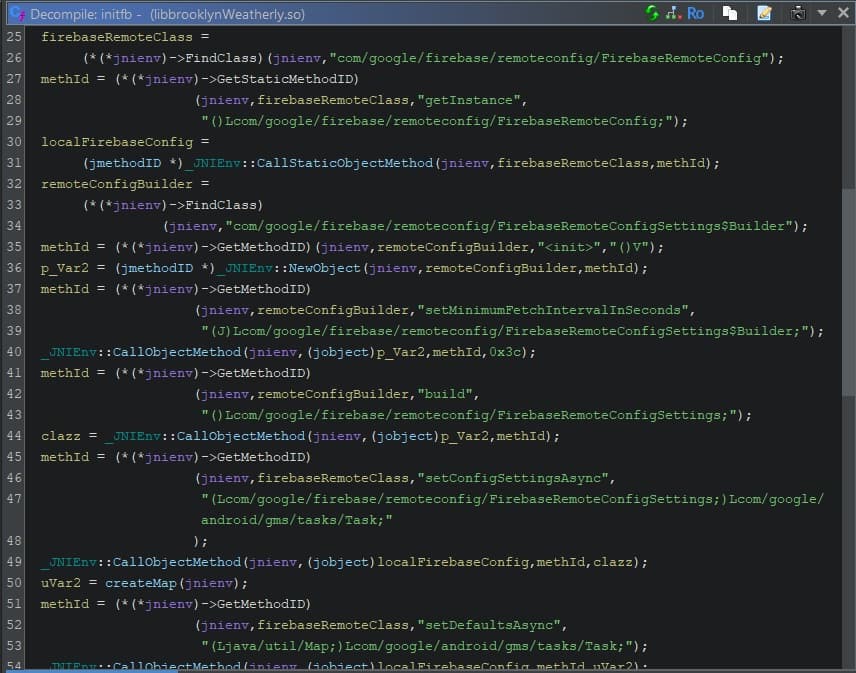 Decompile: initfb - (libbrooklynWeatherly.so)
Ro
25 firebaseRemoteClass =
26 (*(*jnienv)->FindClass)(jnienv,"com/google/firebase/remoteconfig/FirebaseRemoteConfig");
27 methId = (*(*jnienv)->GetStaticMethodID)
28 (jnienv,firebaseRemoteClass,"getInstance",
29 "()Lcom/google/firebase/remoteconfig/FirebaseRemoteConfig;");
30 localFirebaseConfig =
31 (jmethodID *)_JNIEnv::CallStaticObjectMethod(jnienv,firebaseRemoteClass,methId);
32 remoteConfigBuilder =
33 (*(*jnienv)->FindClass)
34 (jnienv,"com/google/firebase/remoteconfig/FirebaseRemoteConfigSettings$Builder");
35 methId = (*(*jnienv)->GetMethodID)(jnienv,remoteConfigBuilder,"<init>","()V");
36 p_Var2 = (jmethodID *)_JNIEnv::NewObject(jnienv,remoteConfigBuilder,methId);
37 methId = (*(*jnienv)->GetMethodID)
38 (jnienv,remoteConfigBuilder,"setMinimumFetchIntervalInSeconds",
39 "(J)Lcom/google/firebase/remoteconfig/FirebaseRemoteConfigSettings$Builder;");
40 _JNIEnv::CallObjectMethod(jnienv,(jobject)p_Var2,methId,0x3c);
41 methId = (*(*jnienv)->GetMethodID)
42 (jnienv,remoteConfigBuilder,"build",
43 "()Lcom/google/firebase/remoteconfig/FirebaseRemoteConfigSettings;");
44 clazz = _JNIEnv::CallObjectMethod(jnienv,(jobject)p_Var2,methId);
45 methId = (*(*jnienv)->GetMethodID)
46 (jnienv,firebaseRemoteClass,"setConfigSettingsAsync",
47 "(Lcom/google/firebase/remoteconfig/FirebaseRemoteConfigSettings;)Lcom/google/
android/gms/tasks/Task;"
48 );
49 _JNIEnv::CallObjectMethod(jnienv,(jobject)localFirebaseConfig,methId,clazz);
50 uVar2 = createMap(jnienv);
51 methId = (*(*jnienv)->GetMethodID)
52 (jnienv,firebaseRemoteClass,"setDefaultsAsync",
53 "(Ljava/util/Map;)Lcom/google/android/gms/tasks/Task;");
54 _JNIEnv::CallObjectMethod(jnienv,(jobject)localFirebaseConfig,methId,uVar2);